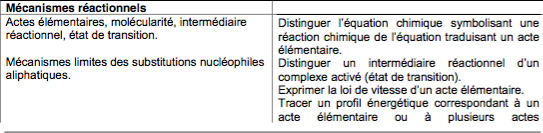 Mécanismes réactionnels
Actes élémentaires, molécularité, intermédiaire
réactionnel, état de transition.
Mécanismes limites des substitutions nucléophiles
aliphatiques.
Distinguer l'équation chimique symbolisant une
réaction chimique de l'équation traduisant un acte
élémentaire.
Distinguer un intermédiaire réactionnel d'un
complexe activé (état de transition).
Exprimer la loi de vitesse d'un acte élémentaire.
Tracer un profil énergétique correspondant à un
acte élémentaire ou à plusieurs actes